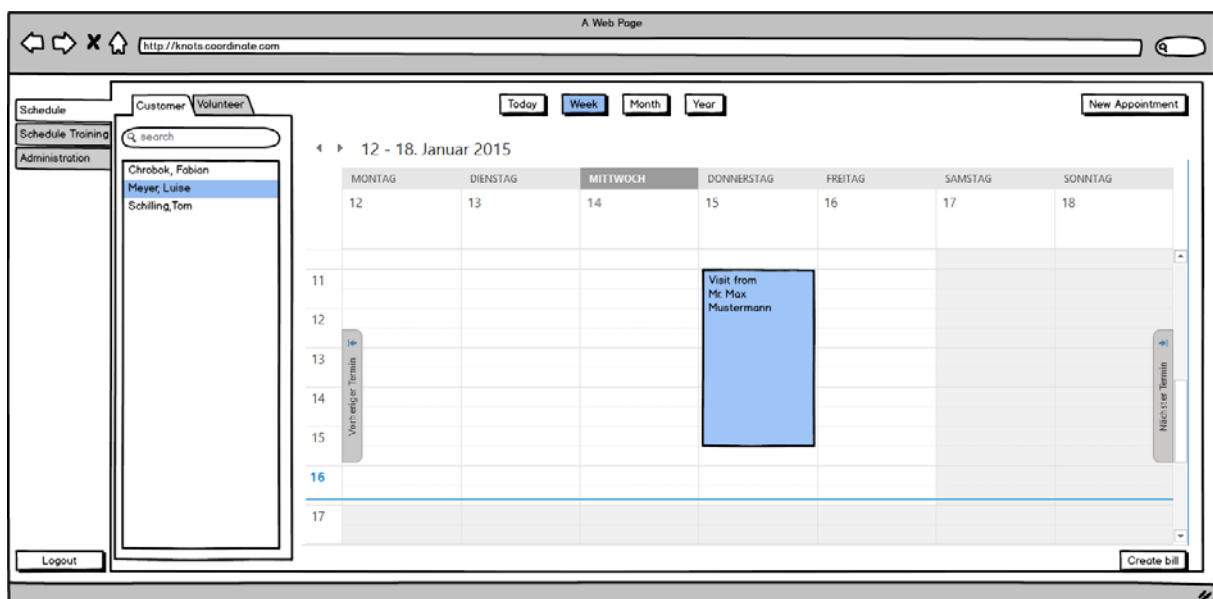 A Web Page
http://knots.coordinate.com
Schedule
Schedule Training
Administration
Logout
Customer
Volunteer
search
Chrobok, Fabian
Meyer, Luise
Schilling,Tom
Today
Week
Month
Year
New Appointment
12 - 18. Januar 2015
MONTAG DIENSTAG MITTWOCH DONNERSTAG FREITAG SAMSTAG SONNTAG
12 13 14 15 16 17 18
11
12
13
14
15
16
17
Vorheriger Termin
Visit from
Mr. Max
Mustermann
Nächster Termin
Create bill